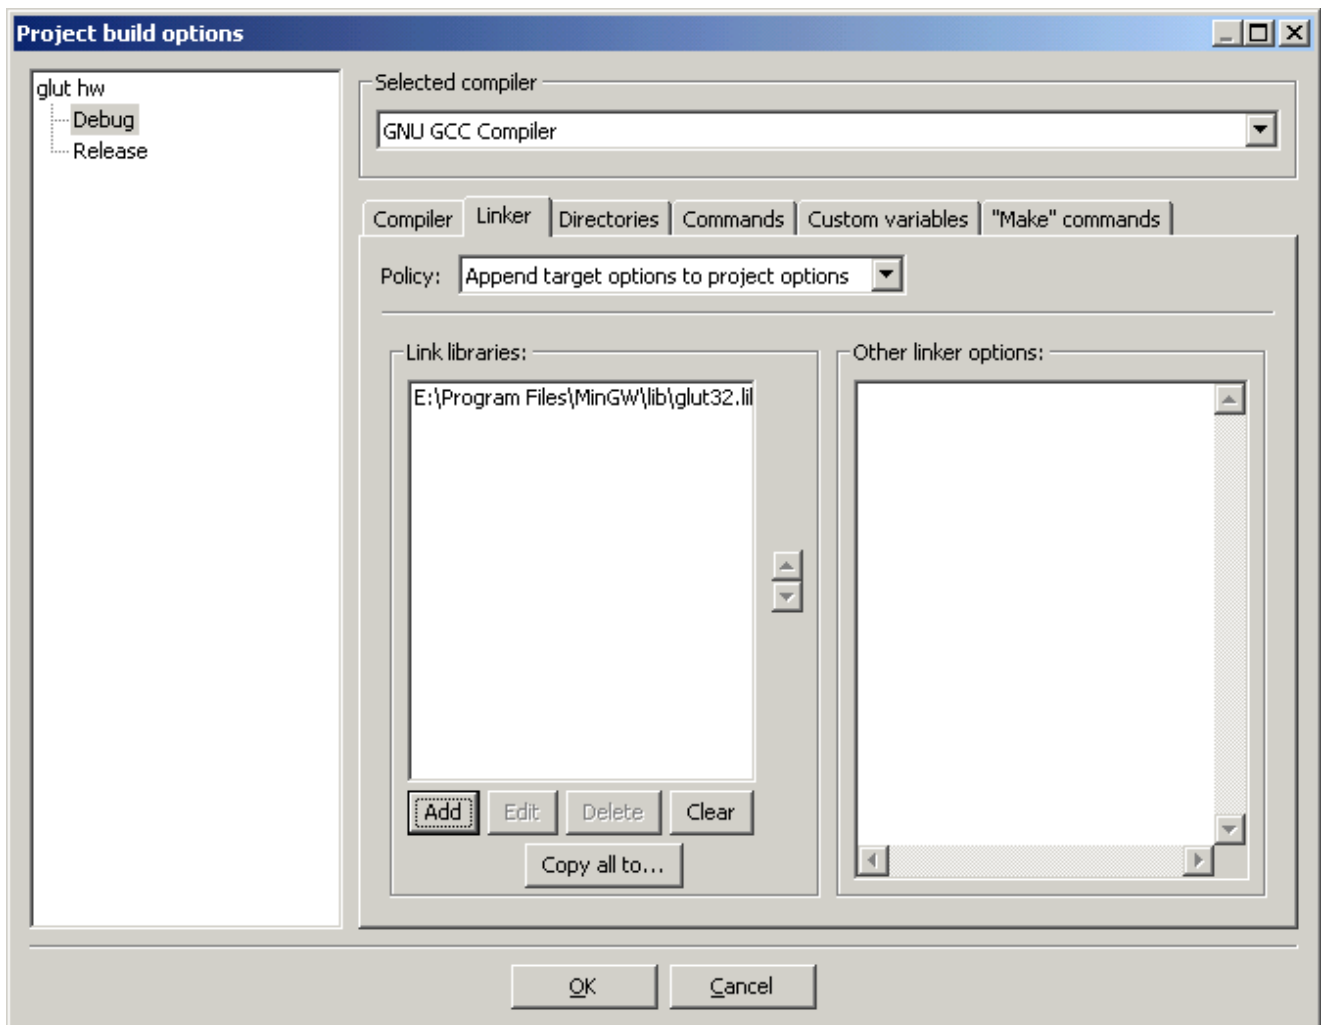 Project build options
glut hw
Debug
Release
Selected compiler
GNU GCC Compiler
Compiler Linker Directories Commands Custom variables "Make" commands
Policy: Append target options to project options
Link libraries:
E:\Program Files\MinGW\lib\glut32.lil
Other linker options:
Add Edit Delete Clear
Copy all to...
OK Cancel